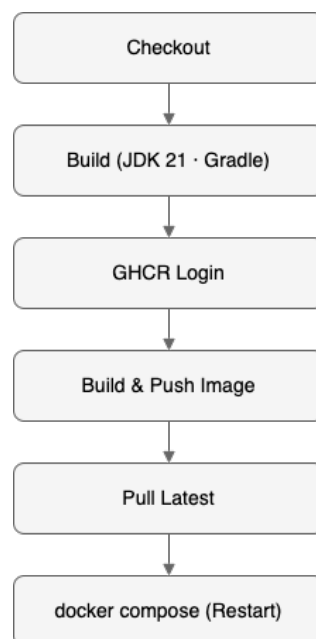 Checkout
Build (JDK 21 · Gradle)
GHCR Login
Build & Push Image
Pull Latest
docker compose (Restart)